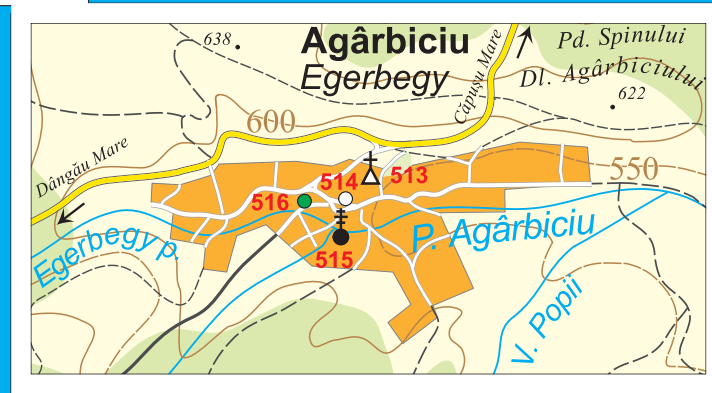 638
Agârbiciu
Egerbegy
Căpuşu Mare
Pd. Spinului
Dl. Agârbiciului
622
600
Dângău Mare
550
514
513
516
515
Egerbegy p.
P. Agârbiciu
V. Popii